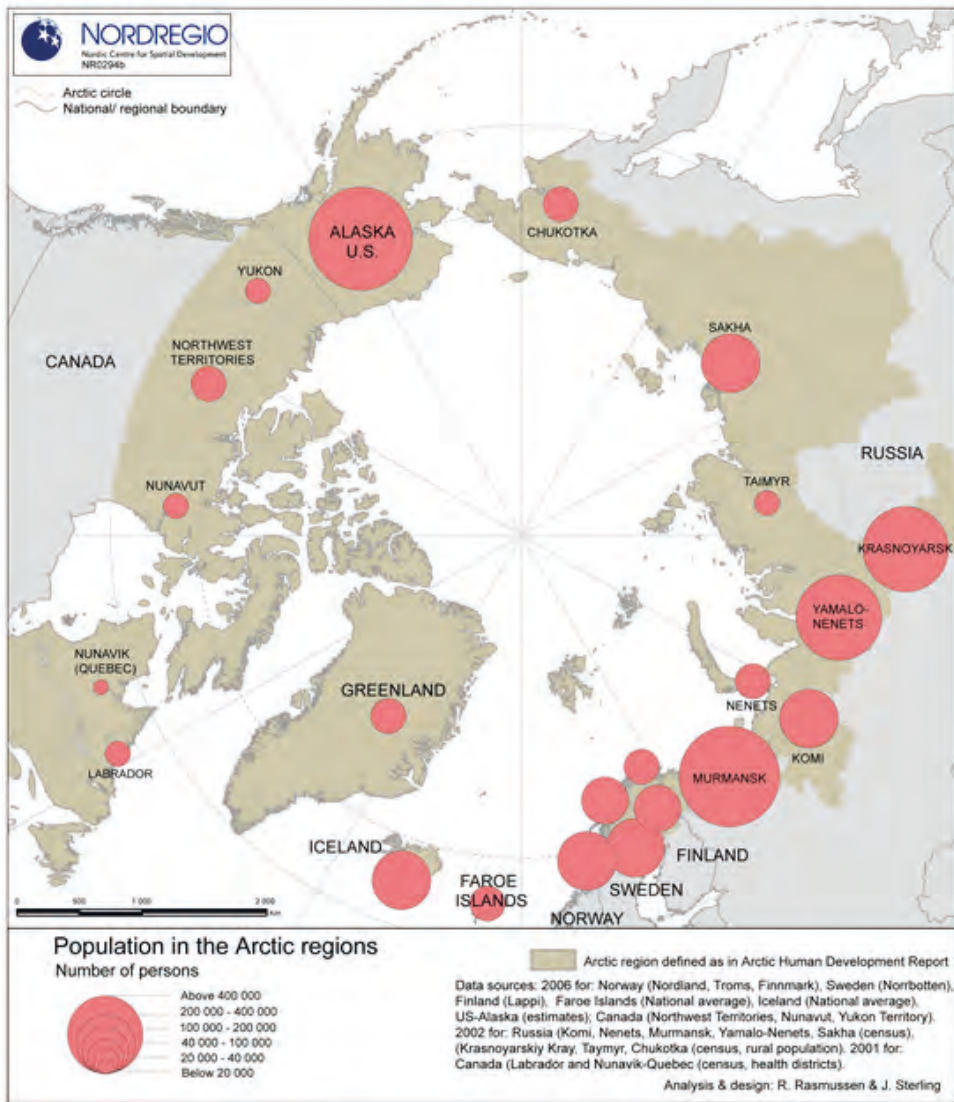 NORDREGIO
Nordic Centre for Spatial Development
NR0294b
Arctic circle
National/ regional boundary
ALASKA
U.S.
CHUKOTKA
YUKON
NORTHWEST
TERRITORIES
SAKHA
CANADA
RUSSIA
NUNAVUT
TAIMYR
KRASNOYARSK
YAMALO-
NENETS
NUNAVIK
(QUEBEC)
GREENLAND
NENETS
KOMI
LABRADOR
MURMANSK
ICELAND
FINLAND
FAROE
ISLANDS
SWEDEN
NORWAY
0 500 1 000 2 000
Km
Population in the Arctic regions
Number of persons
Above 400 000
200 000 - 400 000
100 000 - 200 000
40 000 - 100 000
20 000 - 40 000
Below 20 000
Arctic region defined as in Arctic Human Development Report
Data sources: 2006 for: Norway (Nordland, Troms, Finnmark), Sweden (Norrbotten),
Finland (Lappi), Faroe Islands (National average), Iceland (National average),
US-Alaska (estimates); Canada (Northwest Territories, Nunavut, Yukon Territory).
2002 for: Russia (Komi, Nenets, Murmansk, Yamalo-Nenets, Sakha (census),
(Krasnoyarskiy Kray, Taymyr, Chukotka (census, rural population). 2001 for:
Canada (Labrador and Nunavik-Quebec (census, health districts).
Analysis & design: R. Rasmussen & J. Sterling